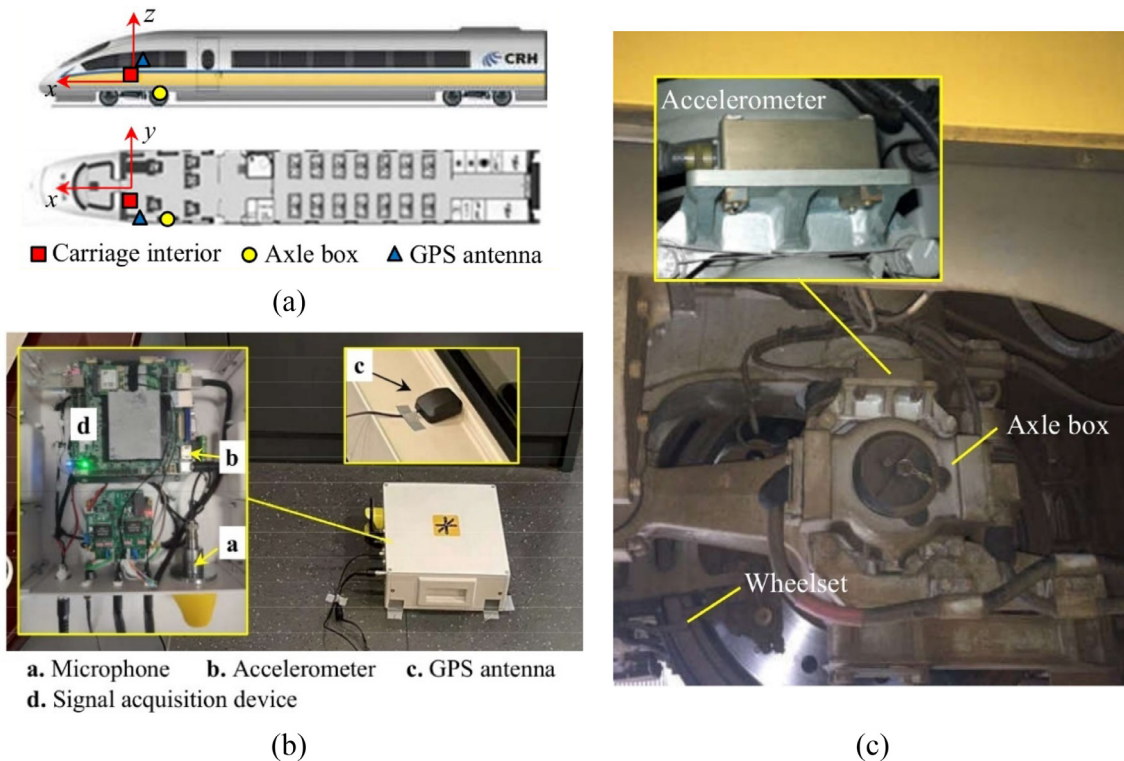 z
x
CRH
y
x
Carriage interior Axle box GPS antenna
(a)
c
d
b
a
a. Microphone b. Accelerometer c. GPS antenna
d. Signal acquisition device
(b)
Accelerometer
Axle box
Wheelset
(c)